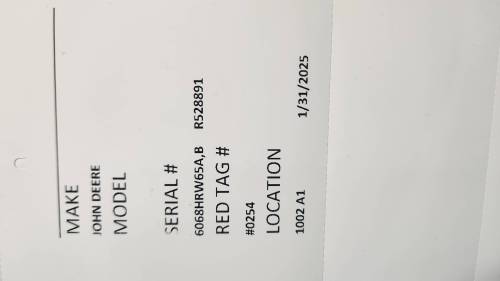 MAKE
JOHN DEERE
MODEL
SERIAL #
6068HRW65A,B R528891
RED TAG #
#0254
LOCATION
1002 A1 1/31/2025